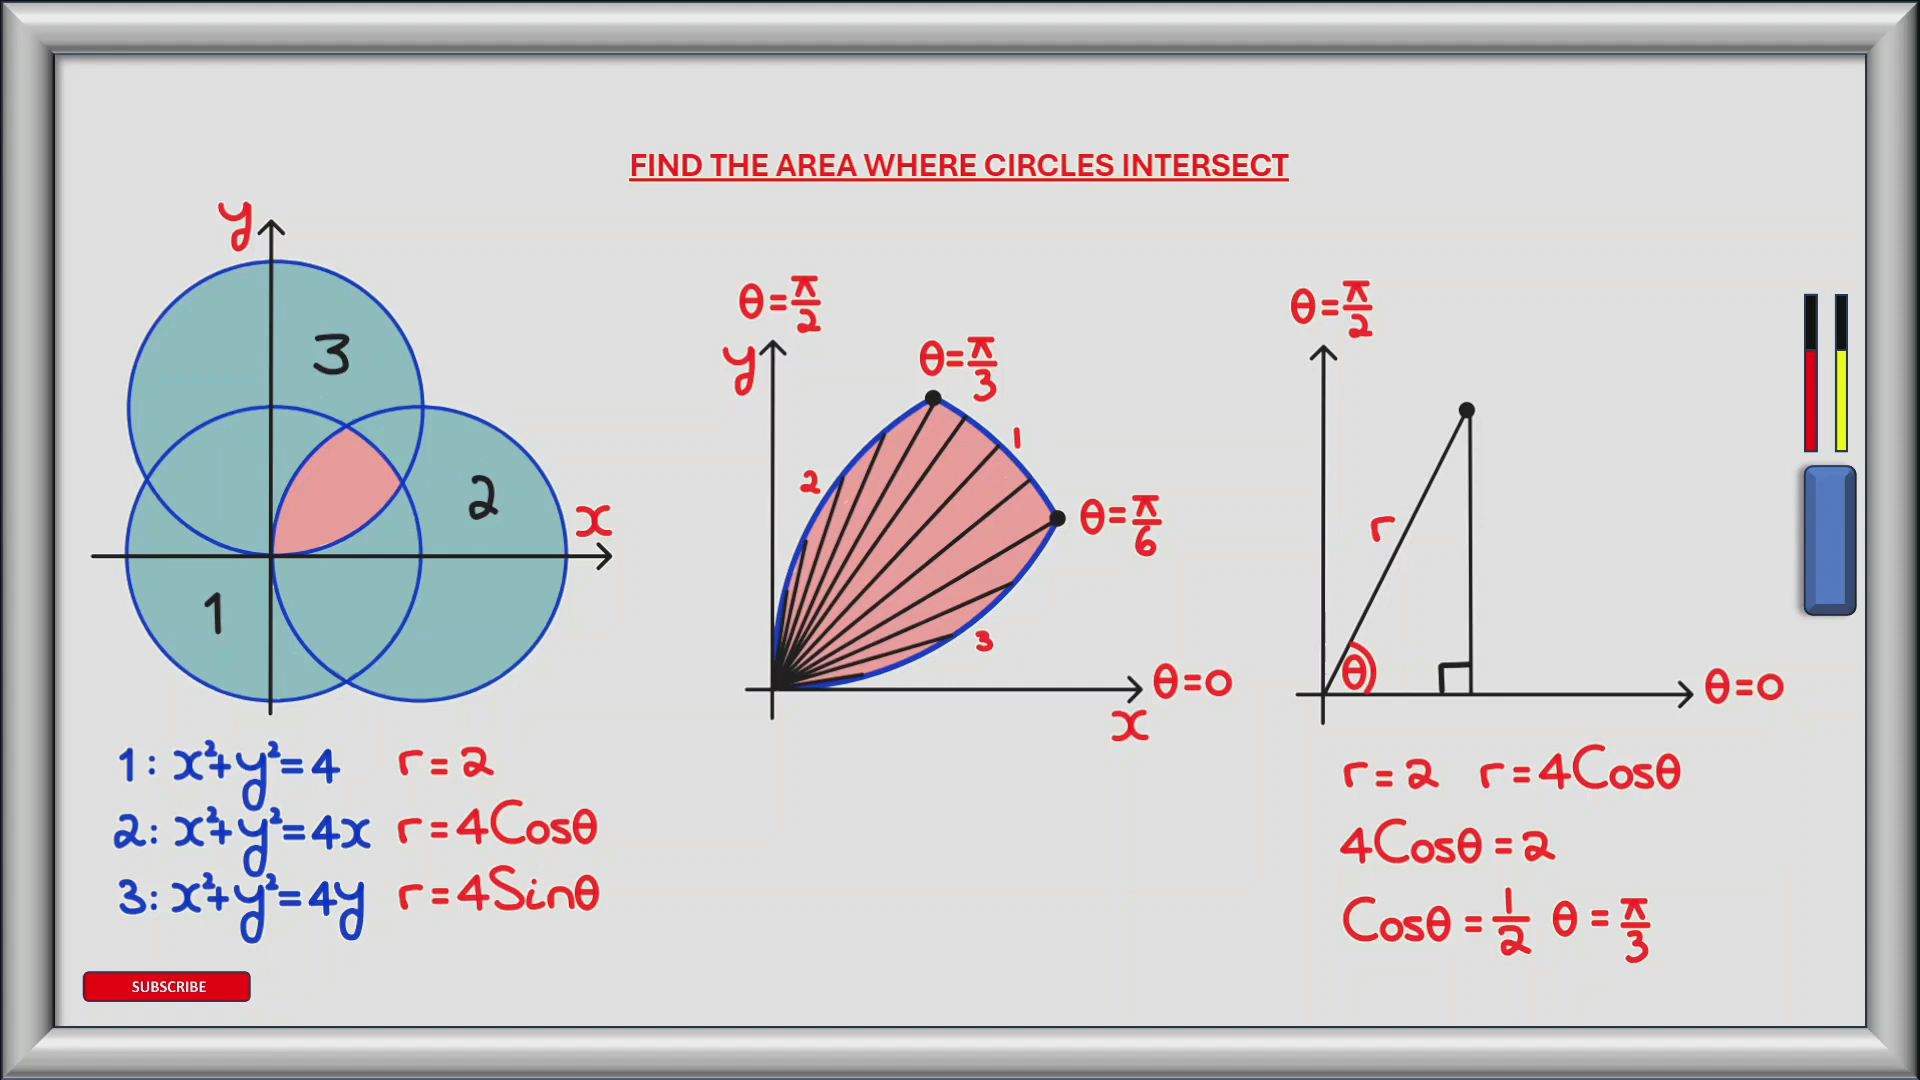 FIND THE AREA WHERE CIRCLES INTERSECT
y
3
2
x
1
1: x²+y²=4 r=2
2: x²+y²=4x r=4Cosθ
3: x²+y²=4y r=4Sinθ
SUBSCRIBE
θ=π/2
y
θ=π/3
1
2
θ=π/6
3
θ=0
x
θ=π/2
r
θ
θ=0
r=2 r=4Cosθ
4Cosθ=2
Cosθ=1/2 θ=π/3